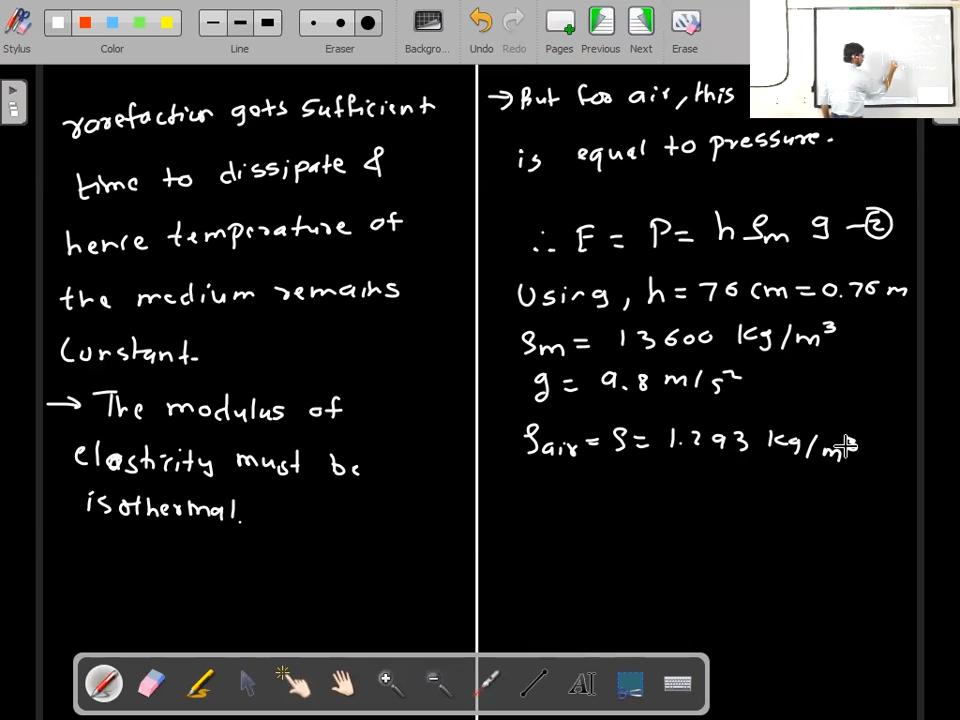 Stylus
Color
Line
Eraser
Backgro...
Undo
Redo
Pages
Previous
Next
Erase
rarefaction gets sufficient
time to dissipate &
hence temperature of
the medium remains
Constant.
→ The modulus of
elasticity must be
isothermal.
→ But for air, this
is equal to pressure.
∴ E = P = h ρm g —②
Using, h = 76 cm = 0.76 m
ρm = 13600 kg/m³
g = 9.8 m/s²
ρair = ρ = 1.293 kg/m³